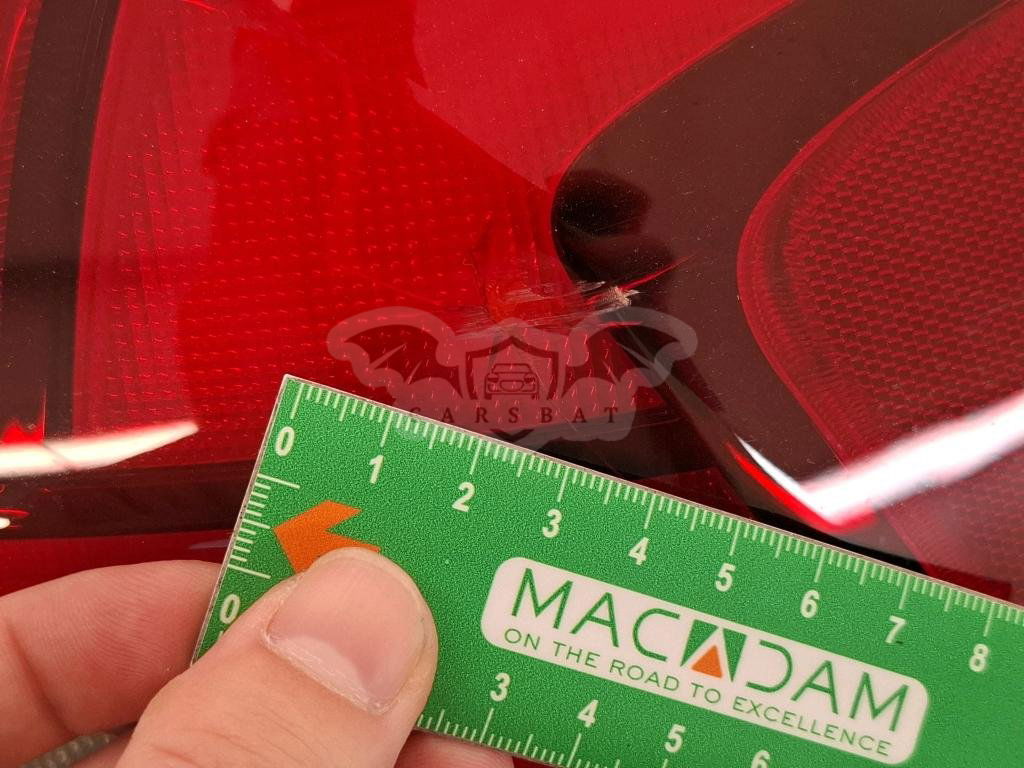 CARSBAT
0 1 2 3 4 5 6 7 8
MACADAM
ON THE ROAD TO EXCELLENCE
0 3 4 5 6